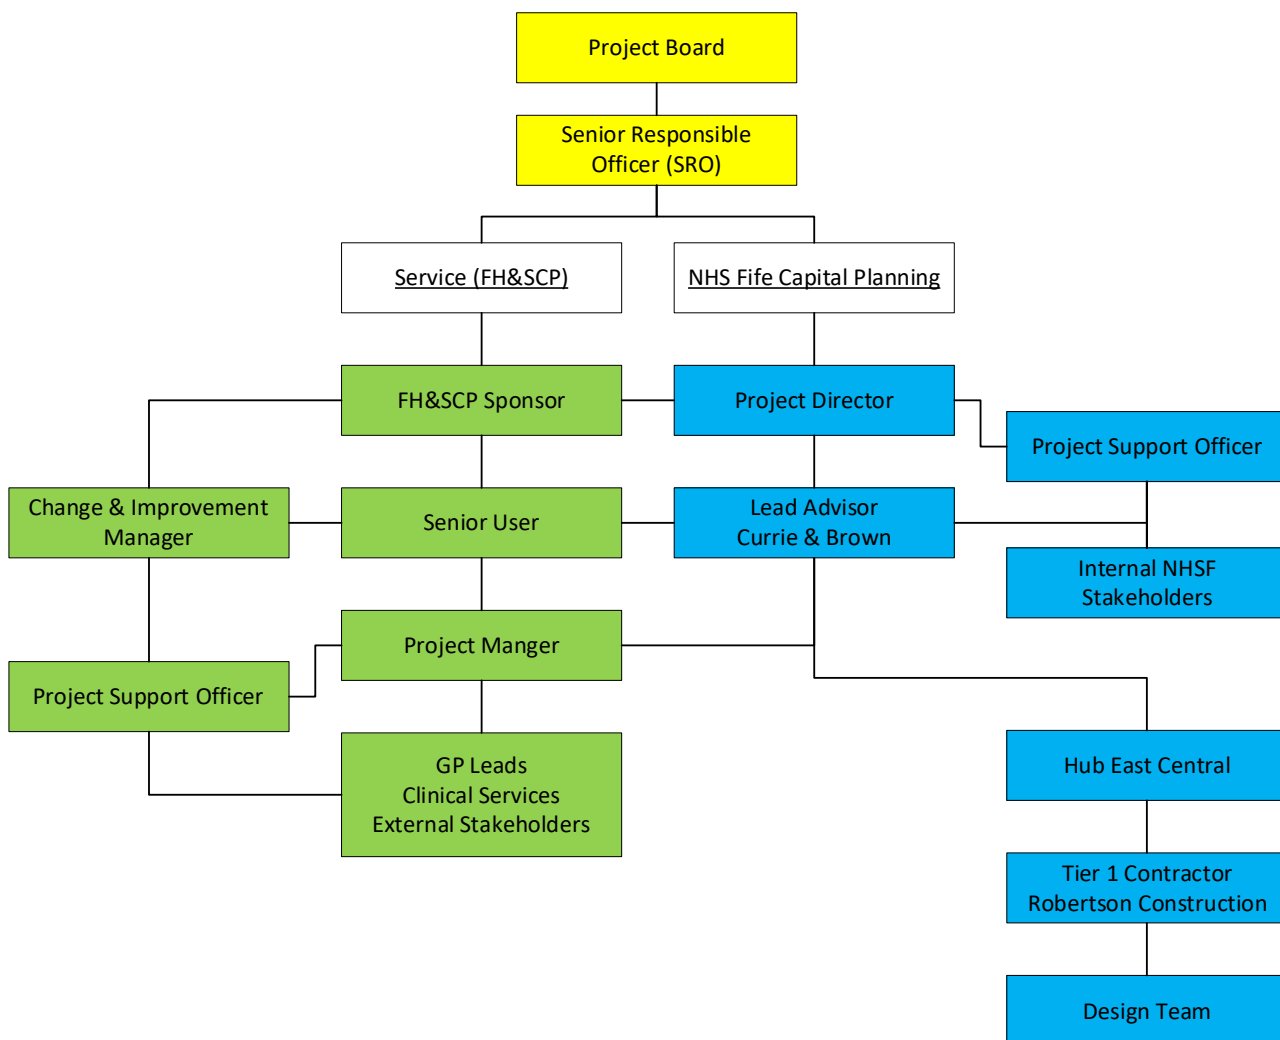 Project Board
Senior Responsible
Officer (SRO)
Service (FH&SCP)
NHS Fife Capital Planning
FH&SCP Sponsor
Project Director
Project Support Officer
Change & Improvement
Manager
Senior User
Lead Advisor
Currie & Brown
Internal NHSF
Stakeholders
Project Manger
Project Support Officer
GP Leads
Clinical Services
External Stakeholders
Hub East Central
Tier 1 Contractor
Robertson Construction
Design Team